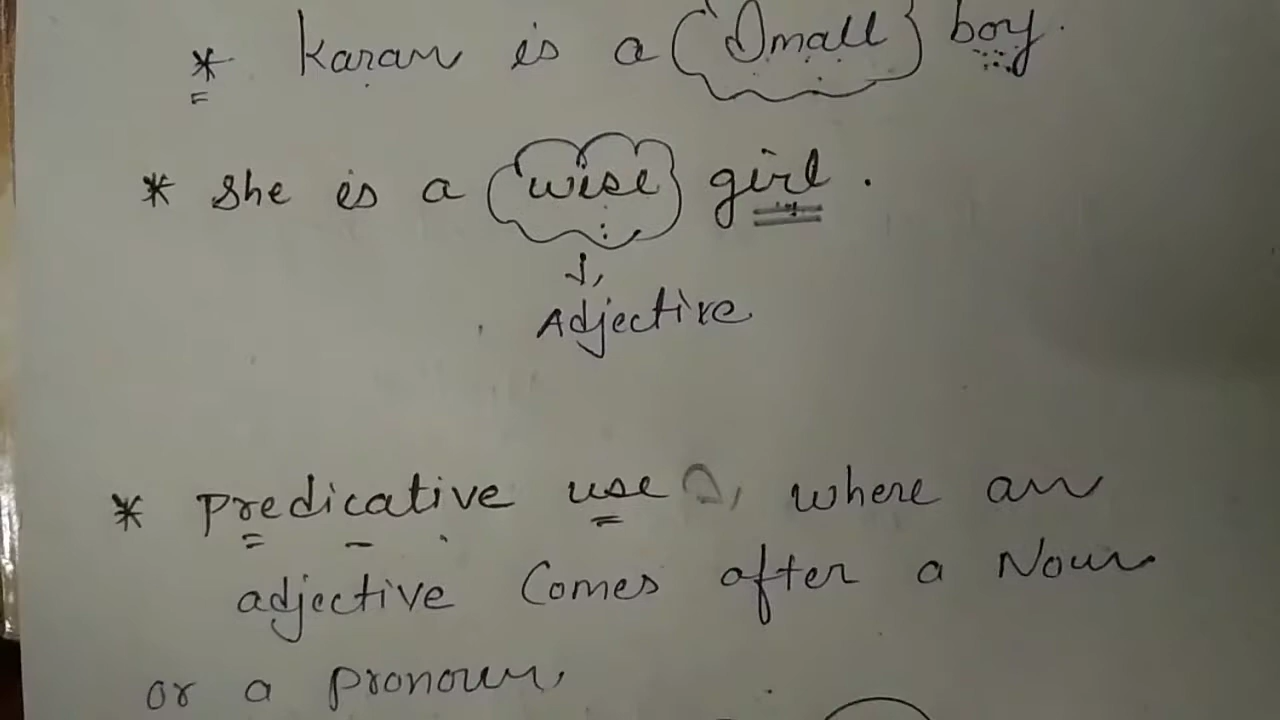 * Karan is a small boy.
* She is a wise girl.
Adjective
* Predicative use, where an
adjective comes after a Noun
or a pronoun,